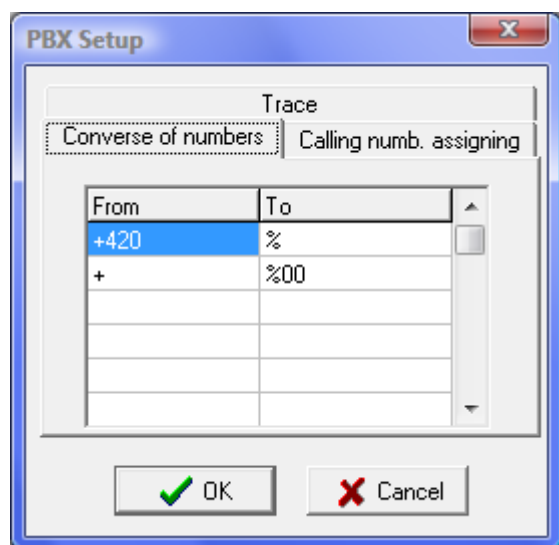 PBX Setup
Trace
Converse of numbers Calling numb. assigning
From To
+420 %
+ %00
OK Cancel